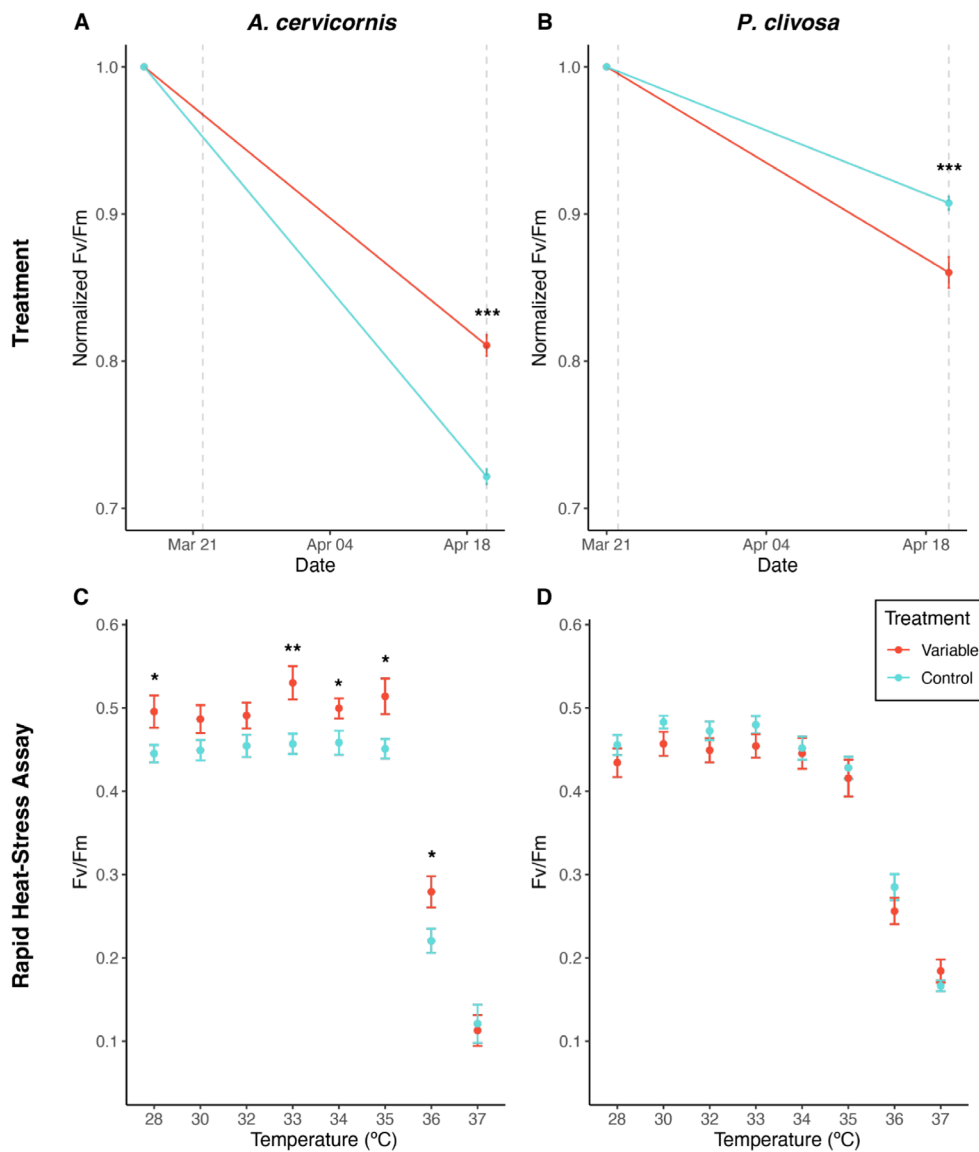 A
A. cervicornis
B
P. clivosa
Treatment
Normalized Fv/Fm
1.0
0.9
0.8
0.7
***
Mar 21
Apr 04
Apr 18
Date
Normalized Fv/Fm
1.0
0.9
0.8
0.7
***
Mar 21
Apr 04
Apr 18
Date
Rapid Heat-Stress Assay
C
Fv/Fm
0.6
0.5
0.4
0.3
0.2
0.1
*
**
*
*
*
28
30
32
33
34
35
36
37
Temperature (ºC)
D
Treatment
Variable
Control
Fv/Fm
0.6
0.5
0.4
0.3
0.2
0.1
28
30
32
33
34
35
36
37
Temperature (ºC)